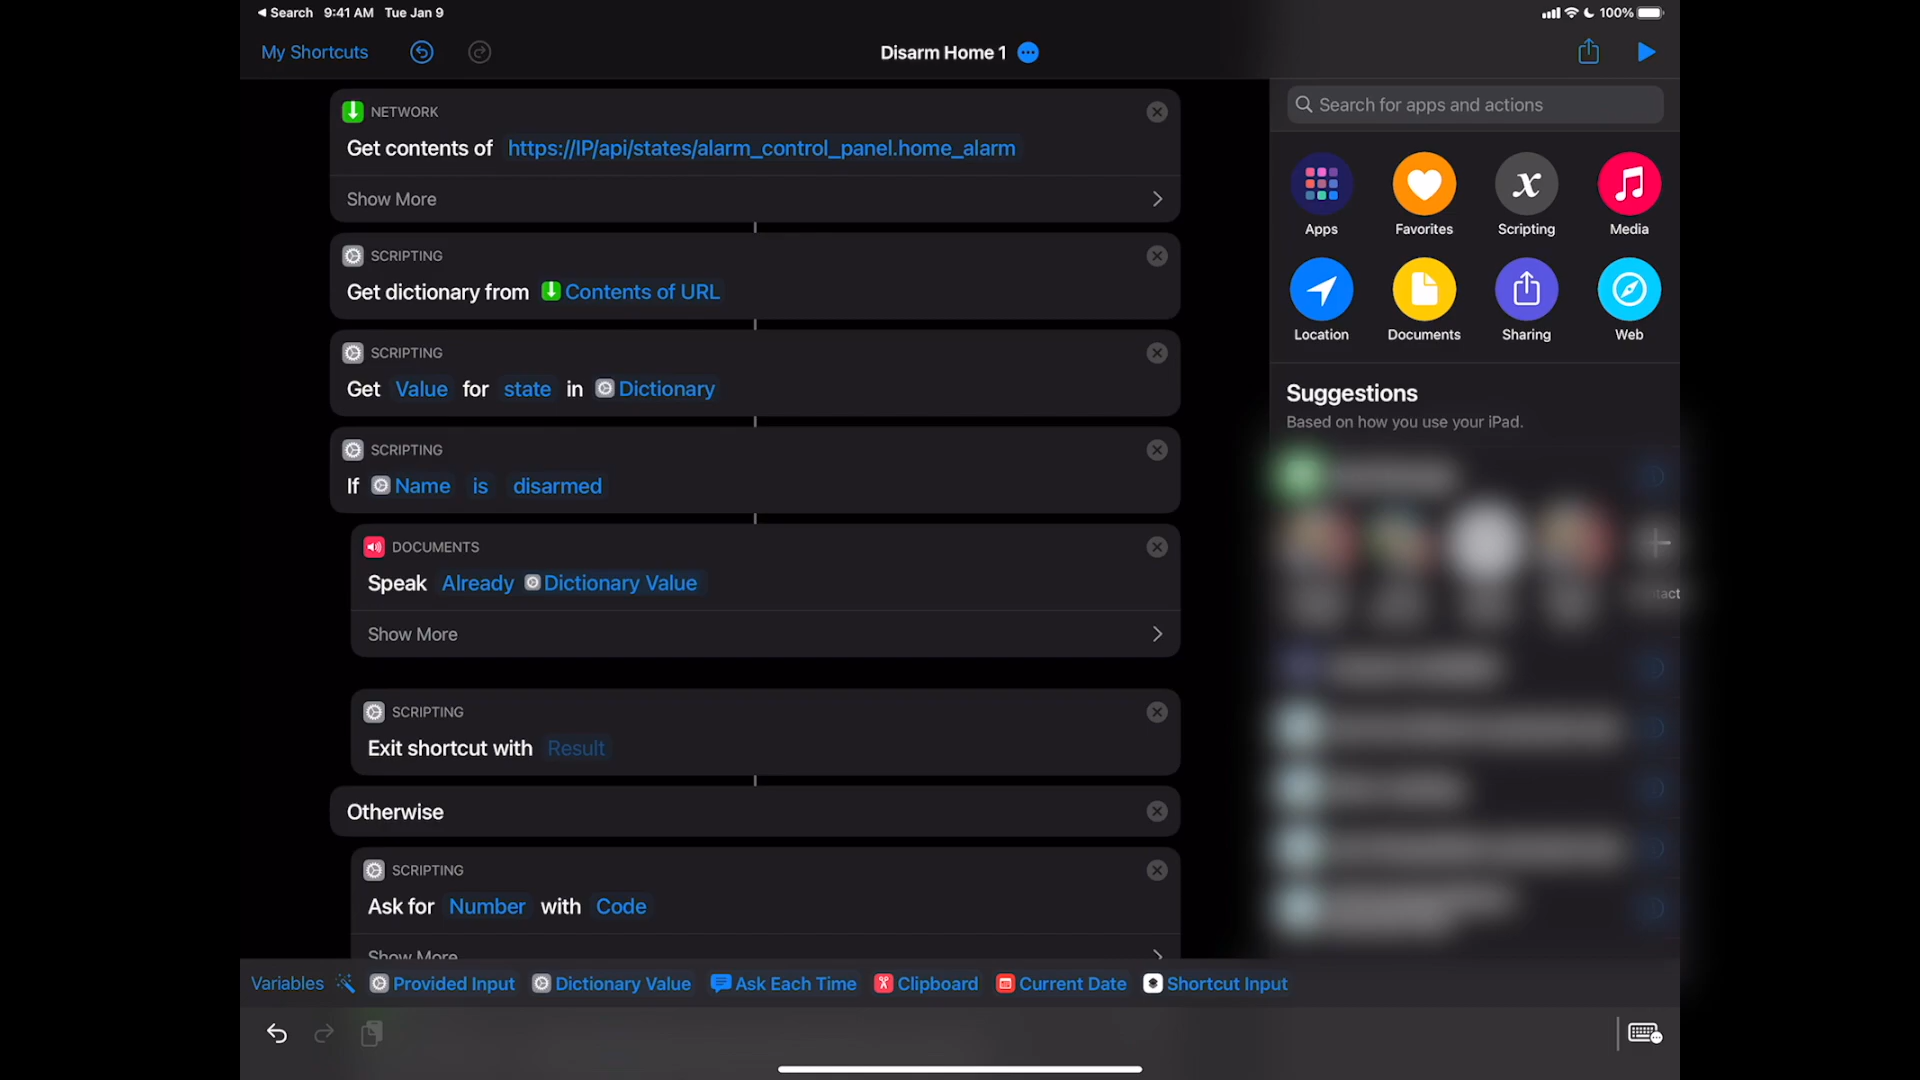 Search 9:41 AM Tue Jan 9
100%
My Shortcuts
Disarm Home 1
NETWORK
Get contents of https://IP/api/states/alarm_control_panel.home_alarm
Show More
SCRIPTING
Get dictionary from Contents of URL
SCRIPTING
Get Value for state in Dictionary
SCRIPTING
If Name is disarmed
DOCUMENTS
Speak Already Dictionary Value
Show More
SCRIPTING
Exit shortcut with Result
Otherwise
SCRIPTING
Ask for Number with Code
Show More
Search for apps and actions
Apps
Favorites
Scripting
Media
Location
Documents
Sharing
Web
Suggestions
Based on how you use your iPad.
Variables Provided Input Dictionary Value Ask Each Time Clipboard Current Date Shortcut Input